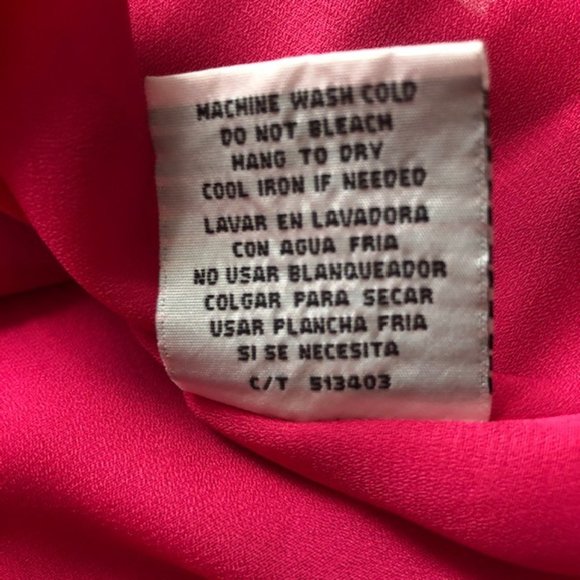 MACHINE WASH COLD
DO NOT BLEACH
HANG TO DRY
COOL IRON IF NEEDED
LAVAR EN LAVADORA
CON AGUA FRIA
NO USAR BLANQUEADOR
COLGAR PARA SECAR
USAR PLANCHA FRIA
SI SE NECESITA
C/T 513403